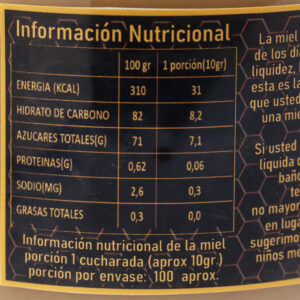 Información Nutricional
100 gr 1 porción(10gr)
ENERGIA (KCAL) 310 31
HIDRATO DE CARBONO 82 8,2
AZUCARES TOTALES(G) 71 7,1
PROTEINAS(G) 0,62 0,06
SODIO(MG) 2,6 0,3
GRASAS TOTALES 0,3 0,0
Información nutricional de la miel
porción 1 cucharada (aprox 10gr.)
porción por envase: 100 aprox.
La miel
de los di
liquidez,
esta es la
que usted
una mie
Si usted
liquida
bañ
te
no mayor
en luga
sugerimo
niños me